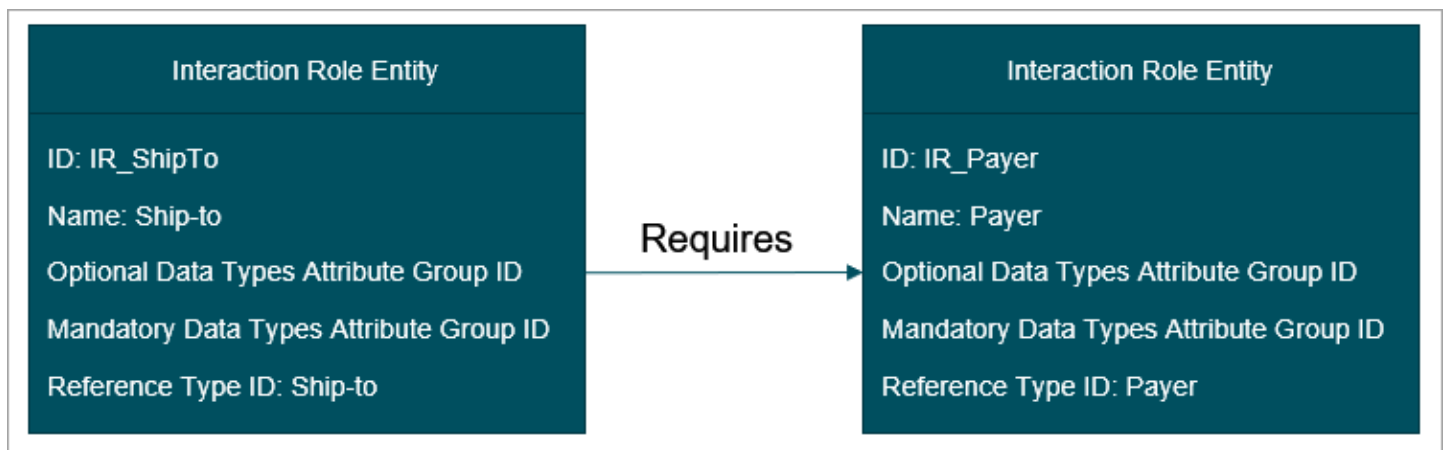 Interaction Role Entity
ID: IR_ShipTo
Name: Ship-to
Optional Data Types Attribute Group ID
Mandatory Data Types Attribute Group ID
Reference Type ID: Ship-to
Requires
Interaction Role Entity
ID: IR_Payer
Name: Payer
Optional Data Types Attribute Group ID
Mandatory Data Types Attribute Group ID
Reference Type ID: Payer